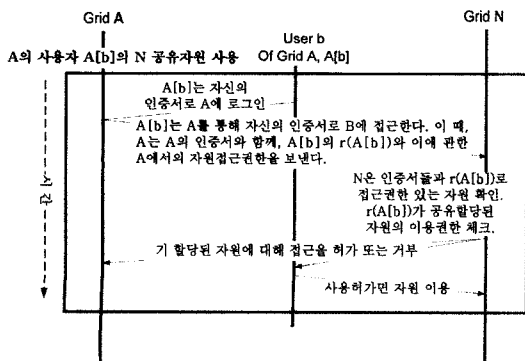 Grid A
User b
Of Grid A, A[b]
Grid N
A의 사용자 A[b]의 N 공유자원 사용
A[b]는 자신의
인증서로 A에 로그인
A[b]는 A를 통해 자신의 인증서로 B에 접근한다. 이 때,
A는 A의 인증서와 함께, A[b]의 r(A[b])와 이에 관한
A에서의 자원접근권한을 보낸다.
N은 인증서들과 r(A[b])로
접근권한 있는 자원 확인.
r(A[b])가 공유할당된
자원의 이용권한 체크.
기 할당된 자원에 대해 접근을 허가 또는 거부
사용허가면 자원 이용
시간